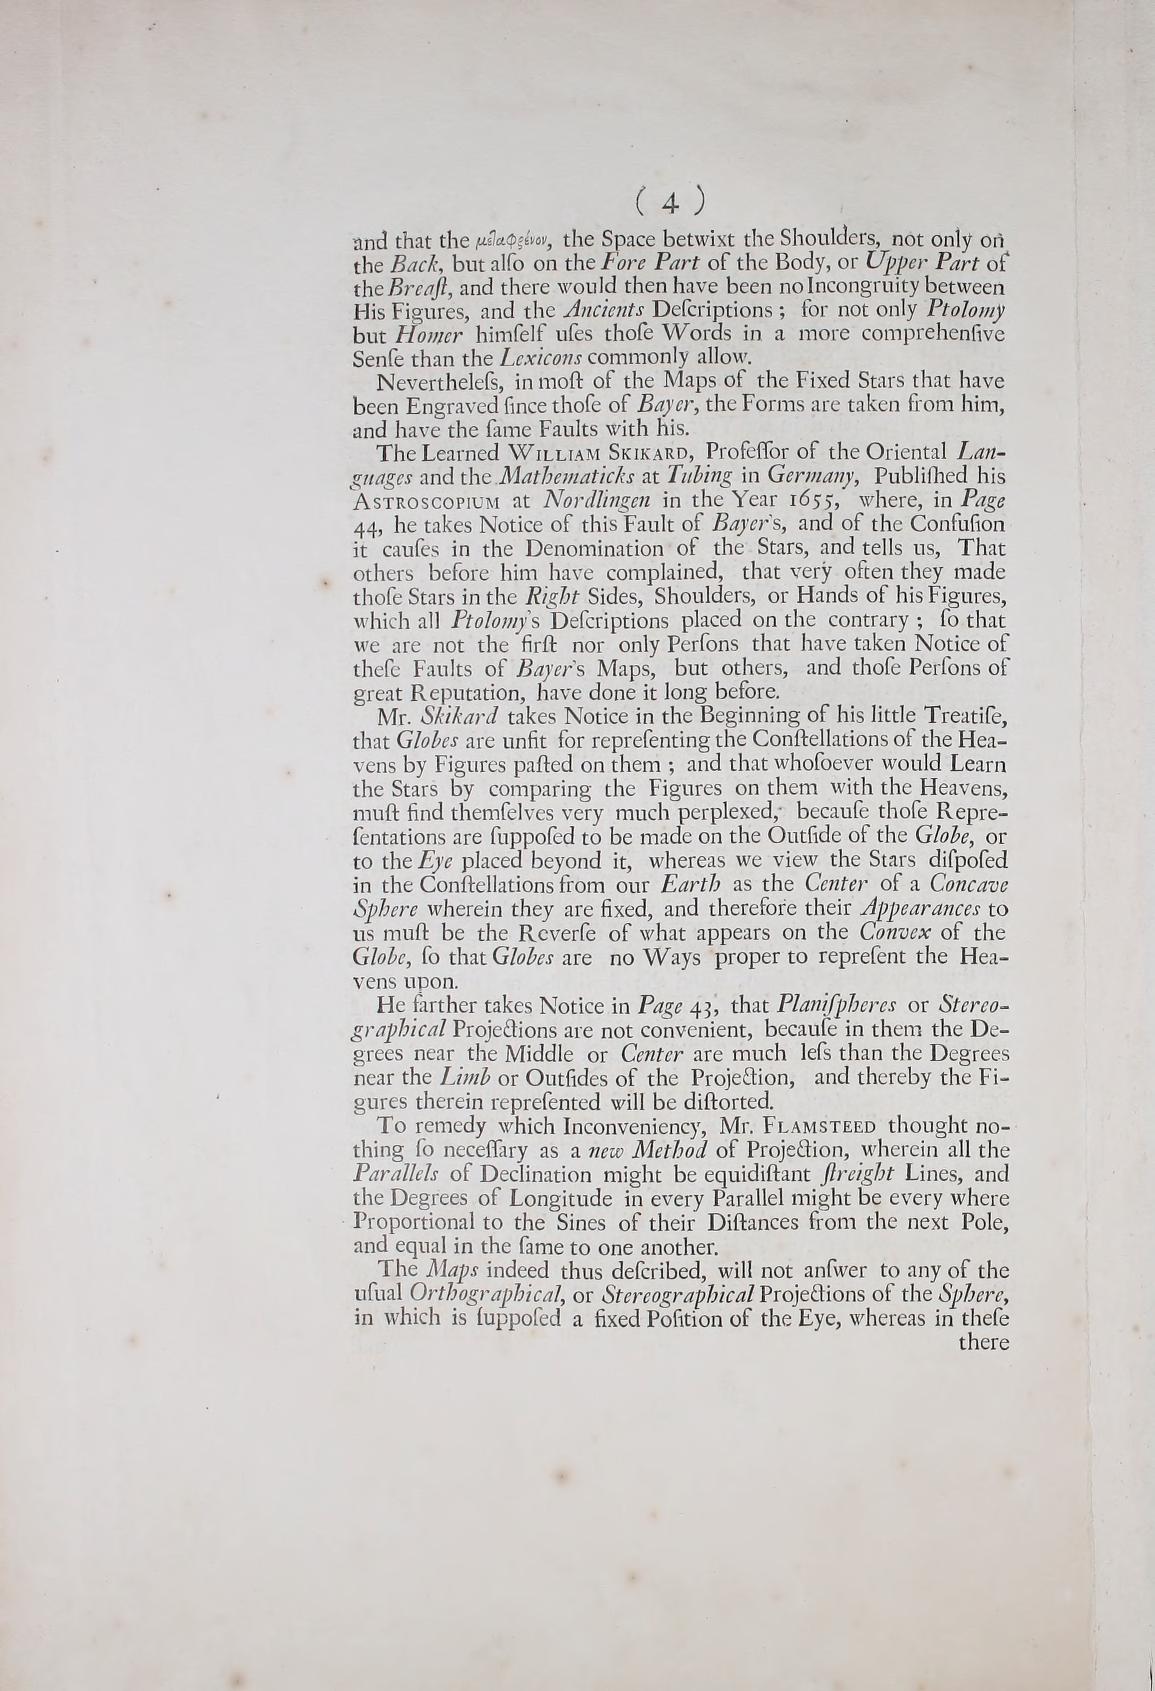 ( 4 )
and that the μεταφρένον, the Space betwixt the Shoulders, not only on
the Back, but alſo on the Fore Part of the Body, or Upper Part of
the Breaſt, and there would then have been no Incongruity between
His Figures, and the Ancients Deſcriptions ; for not only Ptolomy
but Homer himſelf uſes thoſe Words in a more comprehenſive
Senſe than the Lexicons commonly allow.
Nevertheleſs, in moſt of the Maps of the Fixed Stars that have
been Engraved ſince thoſe of Bayer, the Forms are taken from him,
and have the ſame Faults with his.
The Learned WILLIAM SKIKARD, Profeſſor of the Oriental Lan-
guages and the Mathematicks at Tubing in Germany, Publiſhed his
ASTROSCOPIUM at Nordlingen in the Year 1655, where, in Page
44, he takes Notice of this Fault of Bayer's, and of the Confuſion
it cauſes in the Denomination of the Stars, and tells us, That
others before him have complained, that very often they made
thoſe Stars in the Right Sides, Shoulders, or Hands of his Figures,
which all Ptolomy's Deſcriptions placed on the contrary ; ſo that
we are not the firſt nor only Perſons that have taken Notice of
theſe Faults of Bayer's Maps, but others, and thoſe Perſons of
great Reputation, have done it long before.
Mr. Skikard takes Notice in the Beginning of his little Treatiſe,
that Globes are unfit for repreſenting the Conſtellations of the Hea-
vens by Figures paſted on them ; and that whoſoever would Learn
the Stars by comparing the Figures on them with the Heavens,
muſt find themſelves very much perplexed, becauſe thoſe Repre-
ſentations are ſuppoſed to be made on the Outſide of the Globe, or
to the Eye placed beyond it, whereas we view the Stars diſpoſed
in the Conſtellations from our Earth as the Center of a Concave
Sphere wherein they are fixed, and therefore their Appearances to
us muſt be the Reverſe of what appears on the Convex of the
Globe, ſo that Globes are no Ways proper to repreſent the Hea-
vens upon.
He farther takes Notice in Page 43, that Planiſpheres or Stereo-
graphical Projections are not convenient, becauſe in them the De-
grees near the Middle or Center are much leſs than the Degrees
near the Limb or Outſides of the Projection, and thereby the Fi-
gures therein repreſented will be diſtorted.
To remedy which Inconveniency, Mr. FLAMSTEED thought no-
thing ſo neceſſary as a new Method of Projection, wherein all the
Parallels of Declination might be equidiſtant ſtreight Lines, and
the Degrees of Longitude in every Parallel might be every where
Proportional to the Sines of their Diſtances from the next Pole,
and equal in the ſame to one another.
The Maps indeed thus deſcribed, will not anſwer to any of the
uſual Orthographical, or Stereographical Projections of the Sphere,
in which is ſuppoſed a fixed Poſition of the Eye, whereas in theſe
there